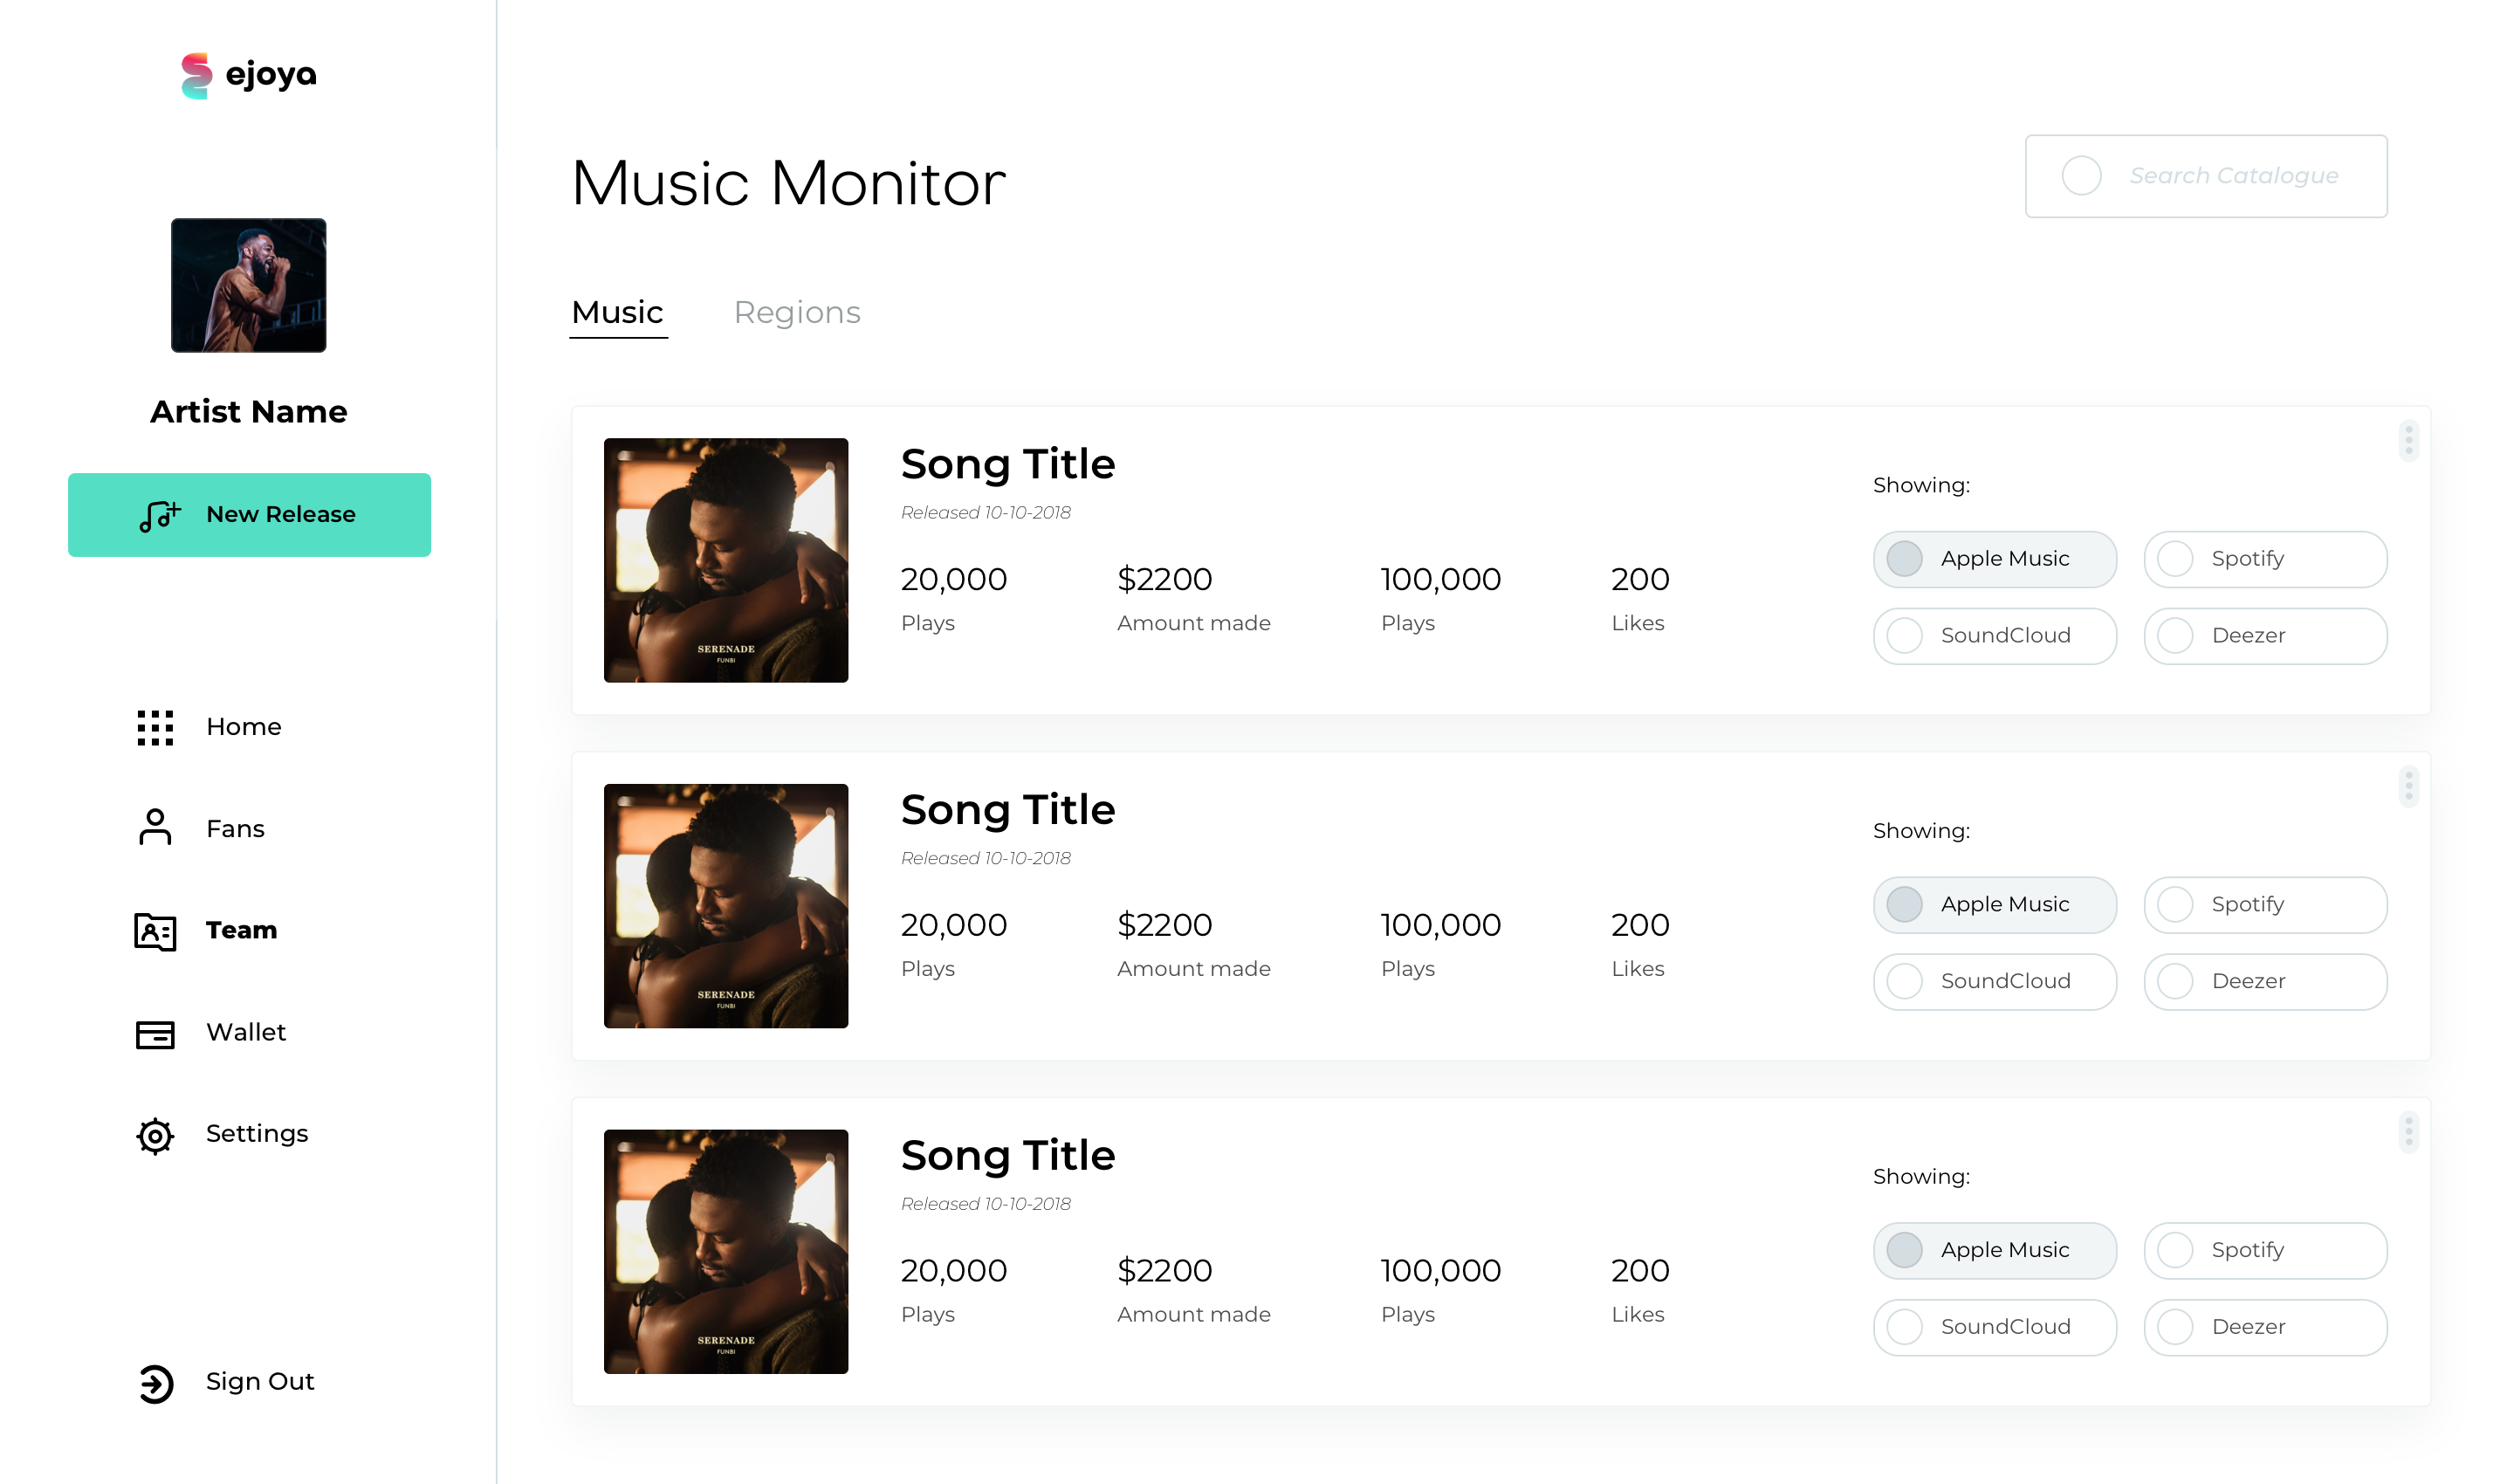 ejoya
Artist Name
New Release
Home
Fans
Team
Wallet
Settings
Sign Out
Music Monitor
Search Catalogue
Music
Regions
SERENADE
FUNBI
Song Title
Released 10-10-2018
20,000
Plays
$2200
Amount made
100,000
Plays
200
Likes
Showing:
Apple Music
Spotify
SoundCloud
Deezer
SERENADE
FUNBI
Song Title
Released 10-10-2018
20,000
Plays
$2200
Amount made
100,000
Plays
200
Likes
Showing:
Apple Music
Spotify
SoundCloud
Deezer
SERENADE
FUNBI
Song Title
Released 10-10-2018
20,000
Plays
$2200
Amount made
100,000
Plays
200
Likes
Showing:
Apple Music
Spotify
SoundCloud
Deezer